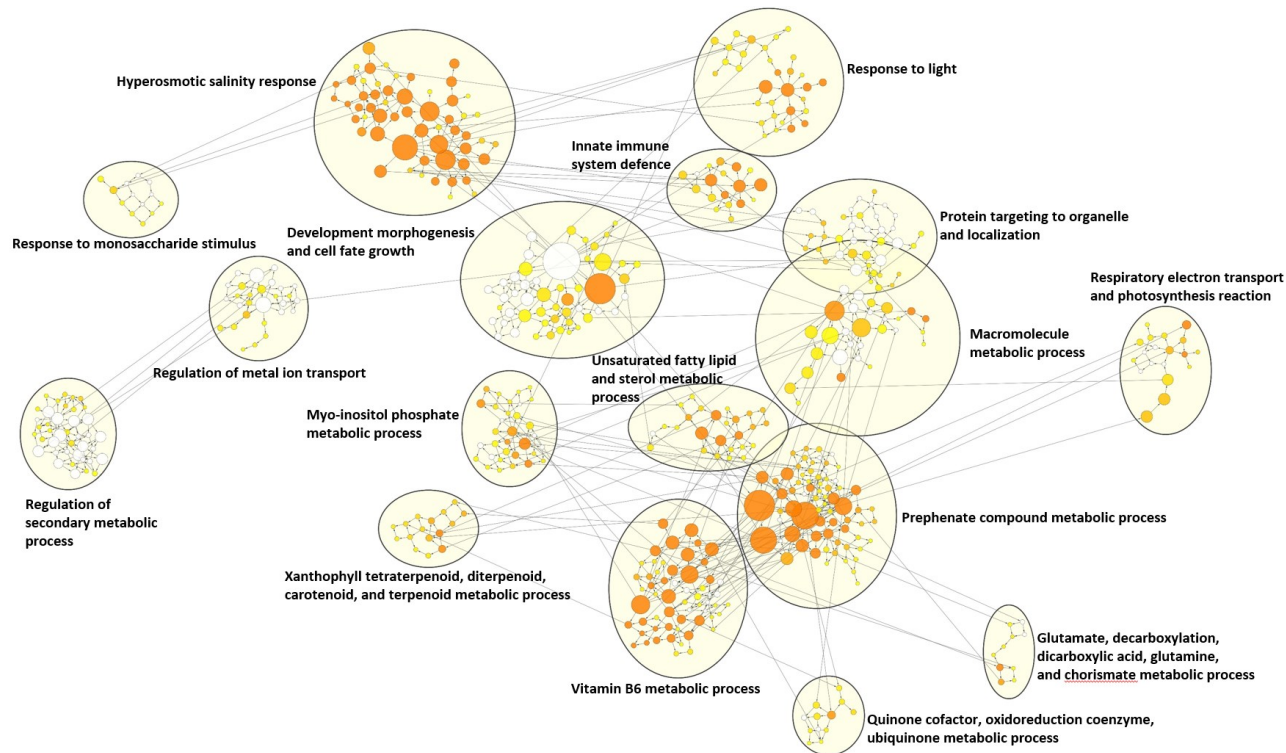 Hyperosmotic salinity response
Response to light
Innate immune
system defence
Response to monosaccharide stimulus
Development morphogenesis
and cell fate growth
Protein targeting to organelle
and localization
Respiratory electron transport
and photosynthesis reaction
Macromolecule
metabolic process
Regulation of metal ion transport
Unsaturated fatty lipid
and sterol metabolic
process
Myo-inositol phosphate
metabolic process
Regulation of
secondary metabolic
process
Prephenate compound metabolic process
Xanthophyll tetraterpenoid, diterpenoid,
carotenoid, and terpenoid metabolic process
Glutamate, decarboxylation,
dicarboxylic acid, glutamine,
and chorismate metabolic process
Vitamin B6 metabolic process
Quinone cofactor, oxidoreduction coenzyme,
ubiquinone metabolic process